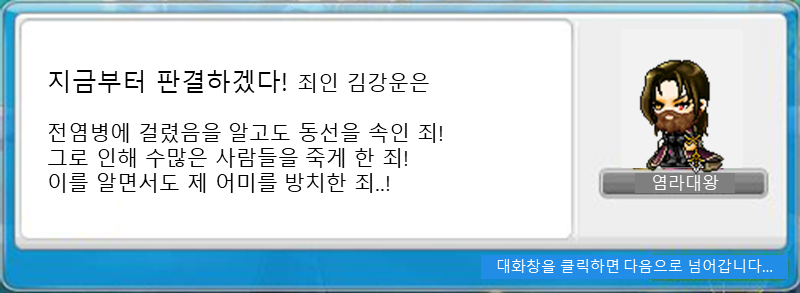 지금부터 판결하겠다! 죄인 김강운은
전염병에 걸렸음을 알고도 동선을 속인 죄!
그로 인해 수많은 사람들을 죽게 한 죄!
이를 알면서도 제 어미를 방치한 죄..!
염라대왕
대화창을 클릭하면 다음으로 넘어갑니다...